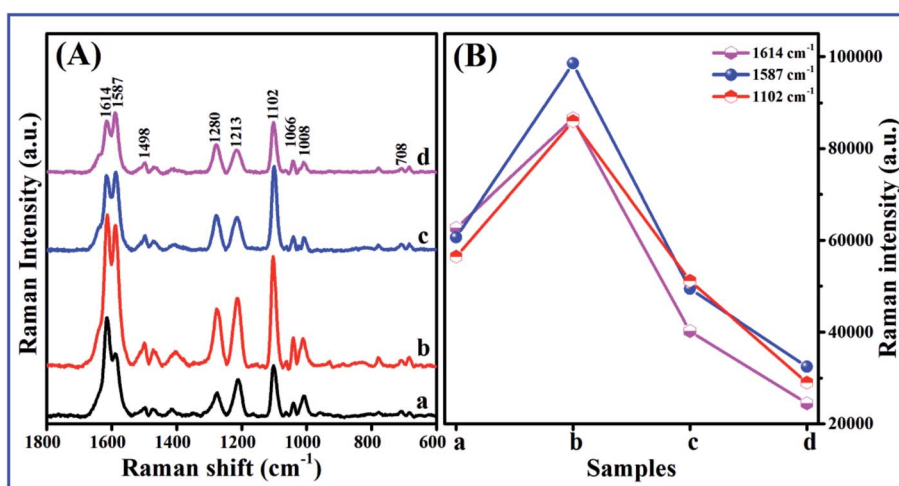 (A)
1614
1587
1498
1280
1213
1102
1066
1008
708
d
c
b
a
Raman Intensity (a.u.)
1800 1600 1400 1200 1000 800 600
Raman shift (cm⁻¹)
(B)
1614 cm⁻¹
1587 cm⁻¹
1102 cm⁻¹
100000
80000
60000
40000
20000
Raman intensity (a.u.)
a b c d
Samples